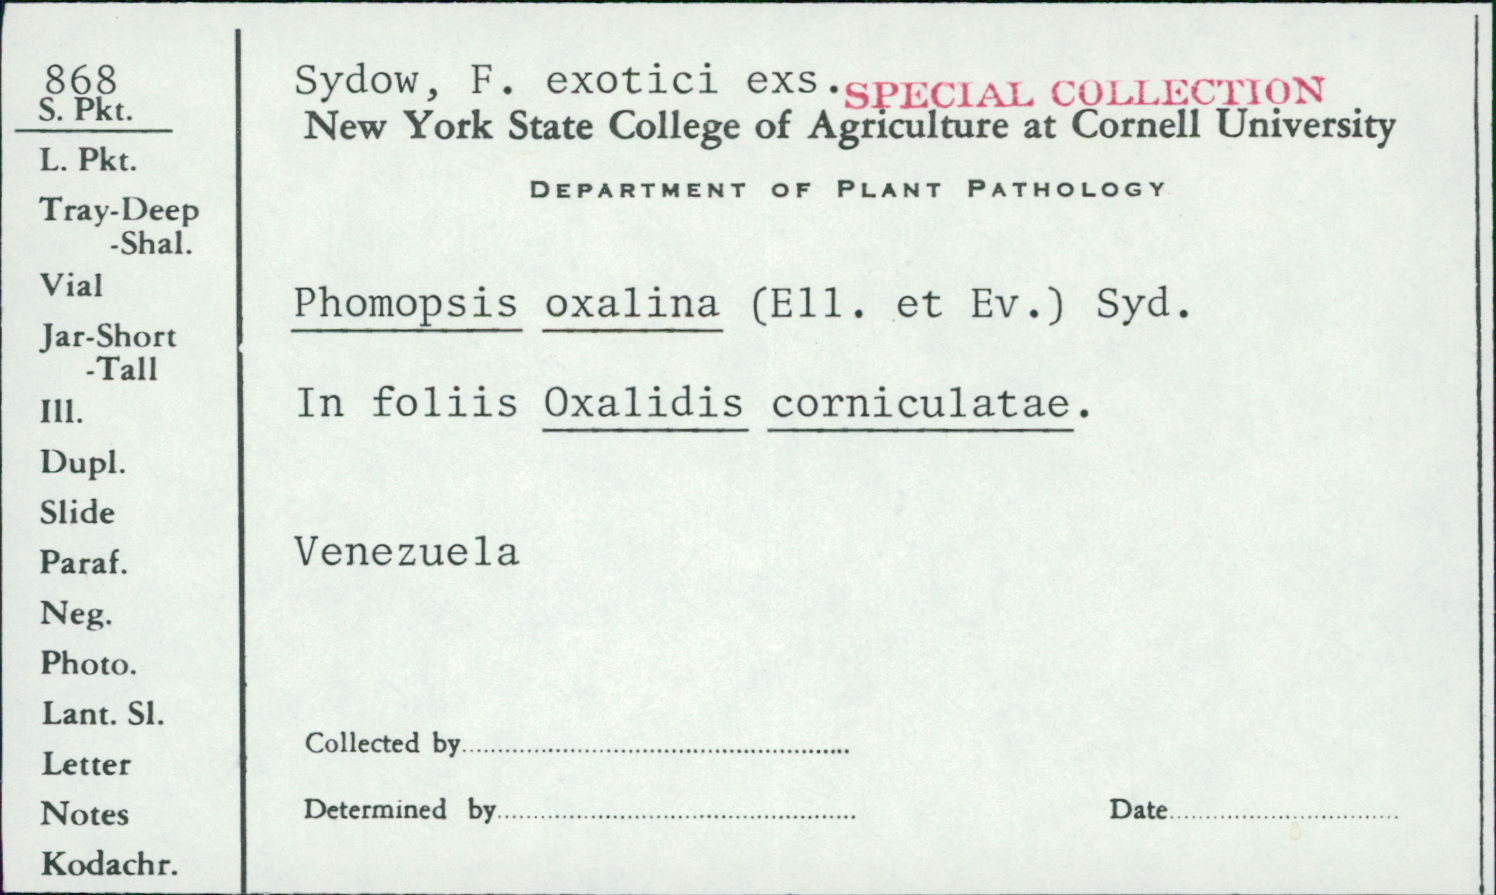 868
S. Pkt.
L. Pkt.
Tray-Deep
-Shal.
Vial
Jar-Short
-Tall
Ill.
Dupl.
Slide
Paraf.
Neg.
Photo.
Lant. Sl.
Letter
Notes
Kodachr.
Sydow, F. exotici exs. SPECIAL COLLECTION
New York State College of Agriculture at Cornell University
DEPARTMENT OF PLANT PATHOLOGY
Phomopsis oxalina (Ell. et Ev.) Syd.
In foliis Oxalidis corniculatae.
Venezuela
Collected by
Determined by Date